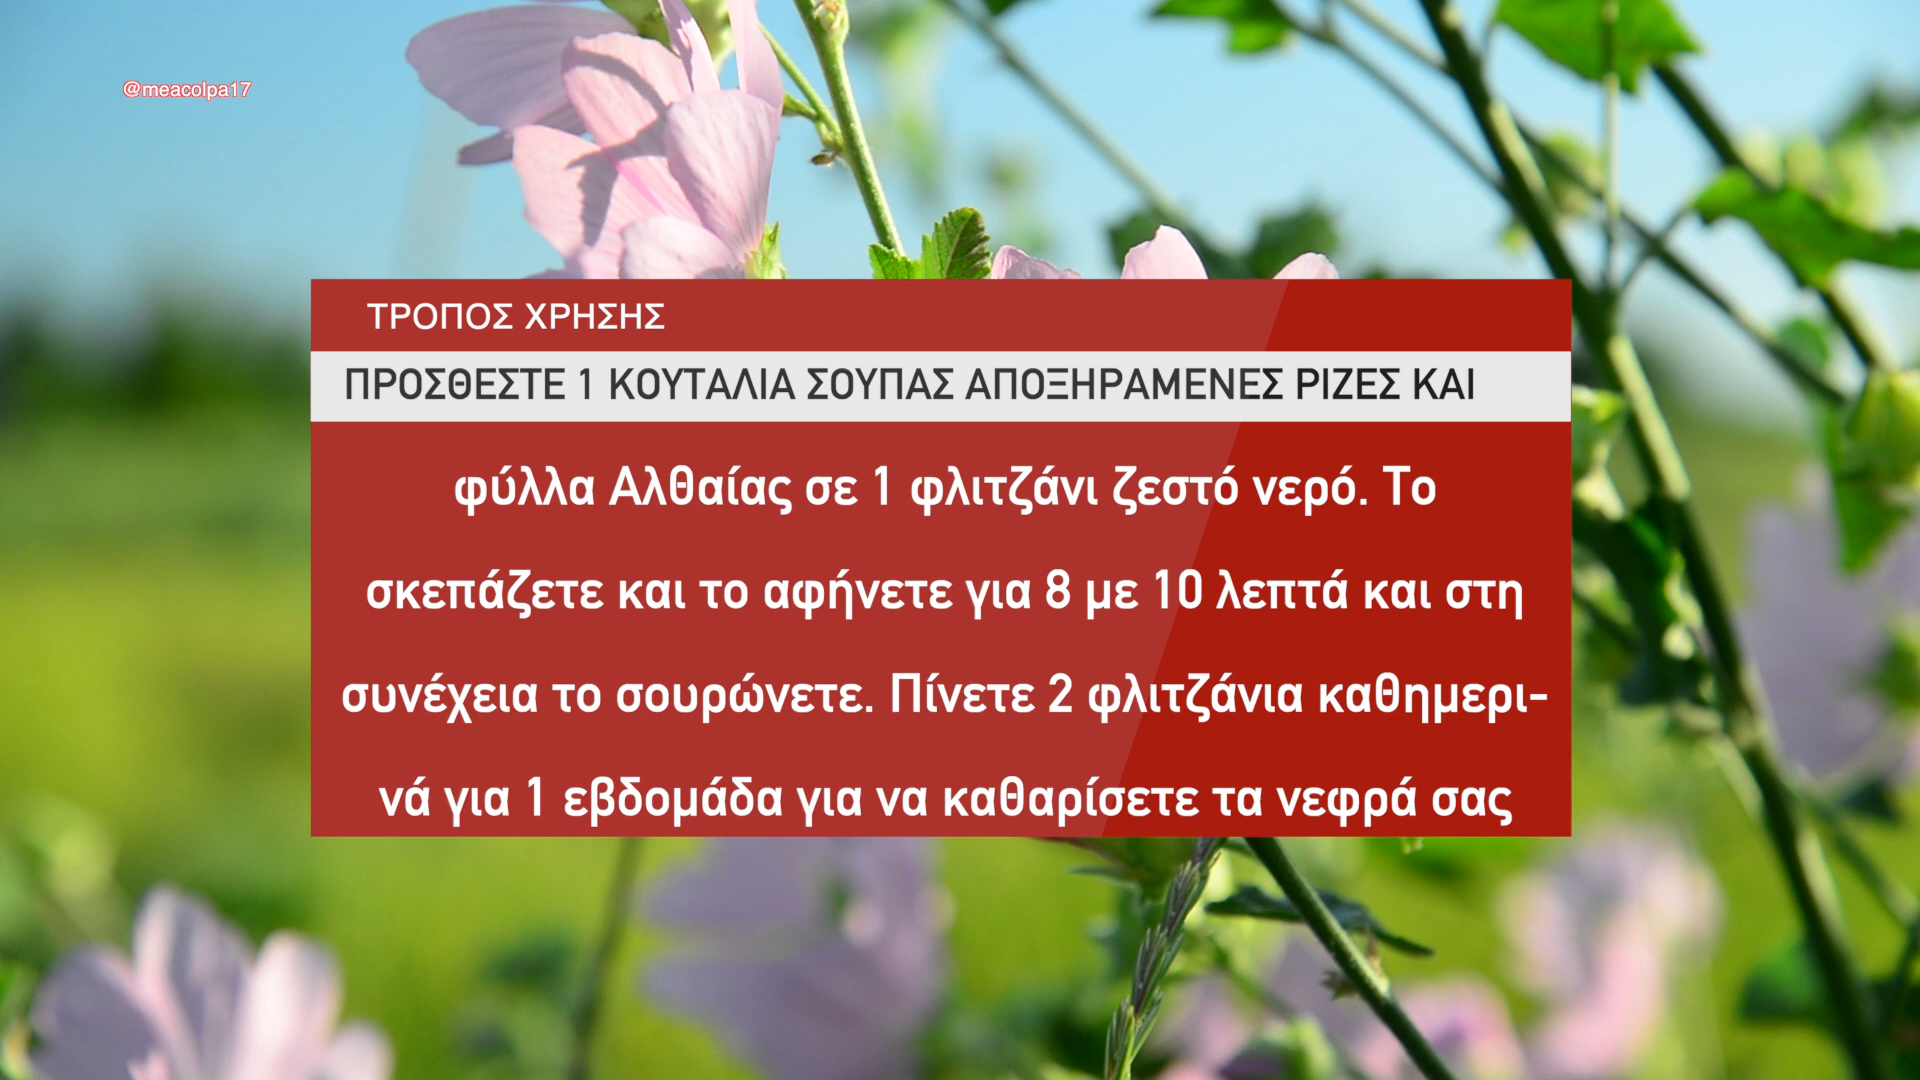 @meacolpa17
ΤΡΟΠΟΣ ΧΡΗΣΗΣ
ΠΡΟΣΘΕΣΤΕ 1 ΚΟΥΤΑΛΙΑ ΣΟΥΠΑΣ ΑΠΟΞΗΡΑΜΕΝΕΣ ΡΙΖΕΣ ΚΑΙ
φύλλα Αλθαίας σε 1 φλιτζάνι ζεστό νερό. Το
σκεπάζετε και το αφήνετε για 8 με 10 λεπτά και στη
συνέχεια το σουρώνετε. Πίνετε 2 φλιτζάνια καθημερι-
νά για 1 εβδομάδα για να καθαρίσετε τα νεφρά σας